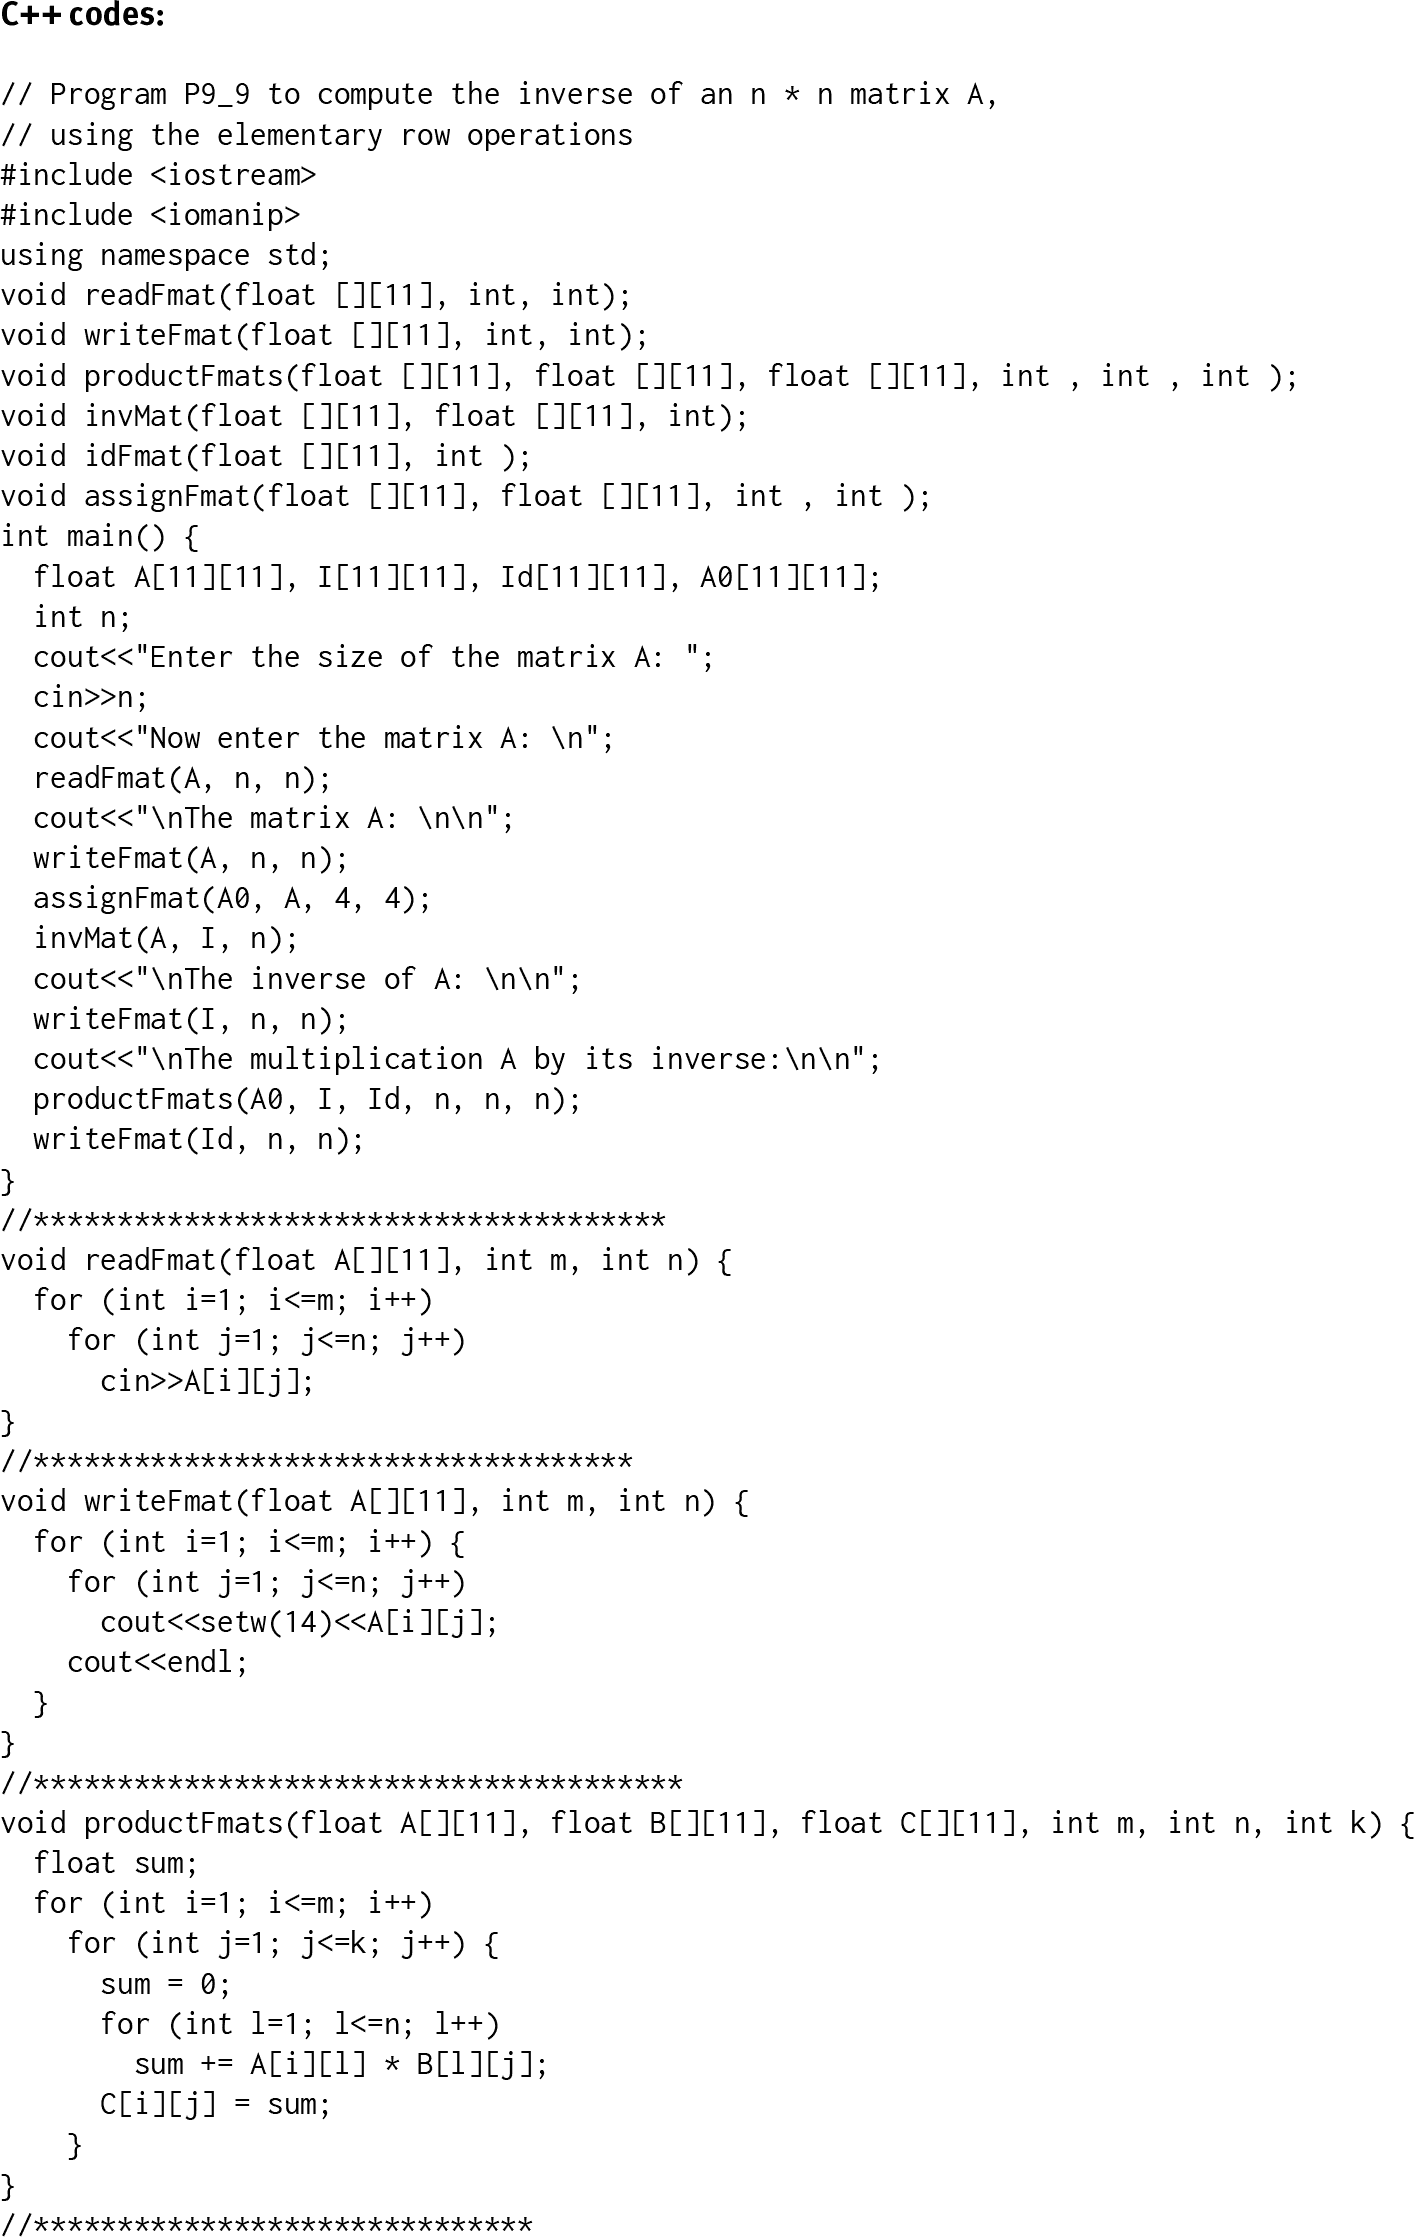 C++ codes:
// Program P9_9 to compute the inverse of an n * n matrix A,
// using the elementary row operations
#include <iostream>
#include <iomanip>
using namespace std;
void readFmat(float [][11], int, int);
void writeFmat(float [][11], int, int);
void productFmats(float [][11], float [][11], float [][11], int , int , int );
void invMat(float [][11], float [][11], int);
void idFmat(float [][11], int );
void assignFmat(float [][11], float [][11], int , int );
int main() {
  float A[11][11], I[11][11], Id[11][11], A0[11][11];
  int n;
  cout<<"Enter the size of the matrix A: ";
  cin>>n;
  cout<<"Now enter the matrix A: \n";
  readFmat(A, n, n);
  cout<<"\nThe matrix A: \n\n";
  writeFmat(A, n, n);
  assignFmat(A0, A, 4, 4);
  invMat(A, I, n);
  cout<<"\nThe inverse of A: \n\n";
  writeFmat(I, n, n);
  cout<<"\nThe multiplication A by its inverse:\n\n";
  productFmats(A0, I, Id, n, n, n);
  writeFmat(Id, n, n);
}
//**************************************
void readFmat(float A[][11], int m, int n) {
  for (int i=1; i<=m; i++)
    for (int j=1; j<=n; j++)
      cin>>A[i][j];
}
//************************************
void writeFmat(float A[][11], int m, int n) {
  for (int i=1; i<=m; i++) {
    for (int j=1; j<=n; j++)
      cout<<setw(14)<<A[i][j];
    cout<<endl;
  }
}
//***************************************
void productFmats(float A[][11], float B[][11], float C[][11], int m, int n, int k) {
  float sum;
  for (int i=1; i<=m; i++)
    for (int j=1; j<=k; j++) {
      sum = 0;
      for (int l=1; l<=n; l++)
        sum += A[i][l] * B[l][j];
      C[i][j] = sum;
    }
}
//******************************